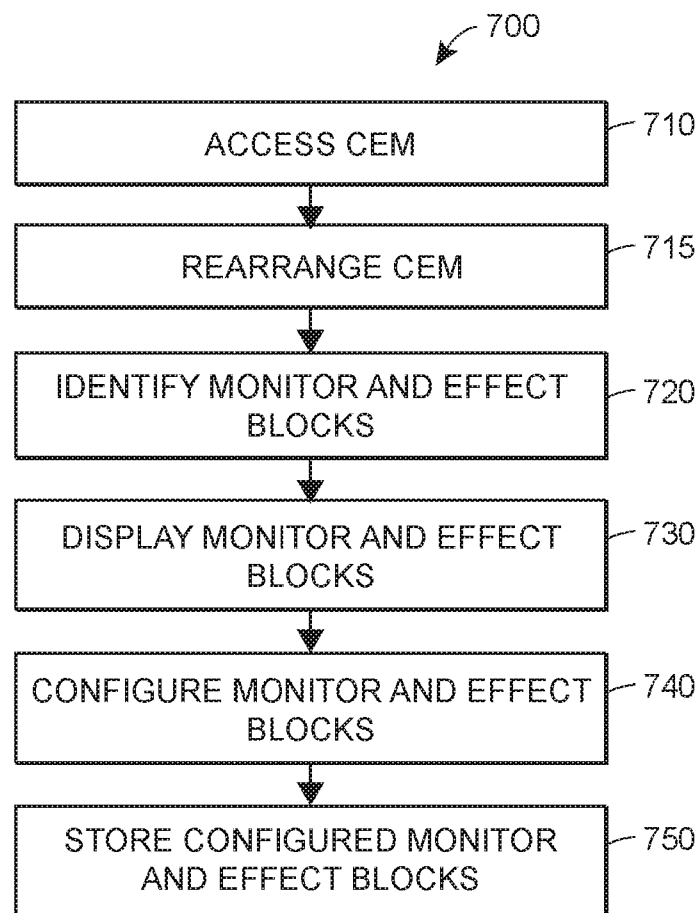 700
ACCESS CEM
710
REARRANGE CEM
715
IDENTIFY MONITOR AND EFFECT
BLOCKS
720
DISPLAY MONITOR AND EFFECT
BLOCKS
730
CONFIGURE MONITOR AND EFFECT
BLOCKS
740
STORE CONFIGURED MONITOR
AND EFFECT BLOCKS
750